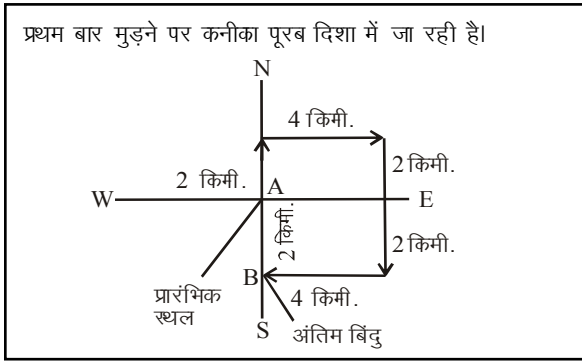 प्रथम बार मुड़ने पर कनीका पूरब दिशा में जा रही है।
N
4 किमी.
2 किमी.
2 किमी.
A
W
E
2 किमी.
2 किमी.
B
प्रारंभिक
स्थल
4 किमी.
S
अंतिम बिंदु